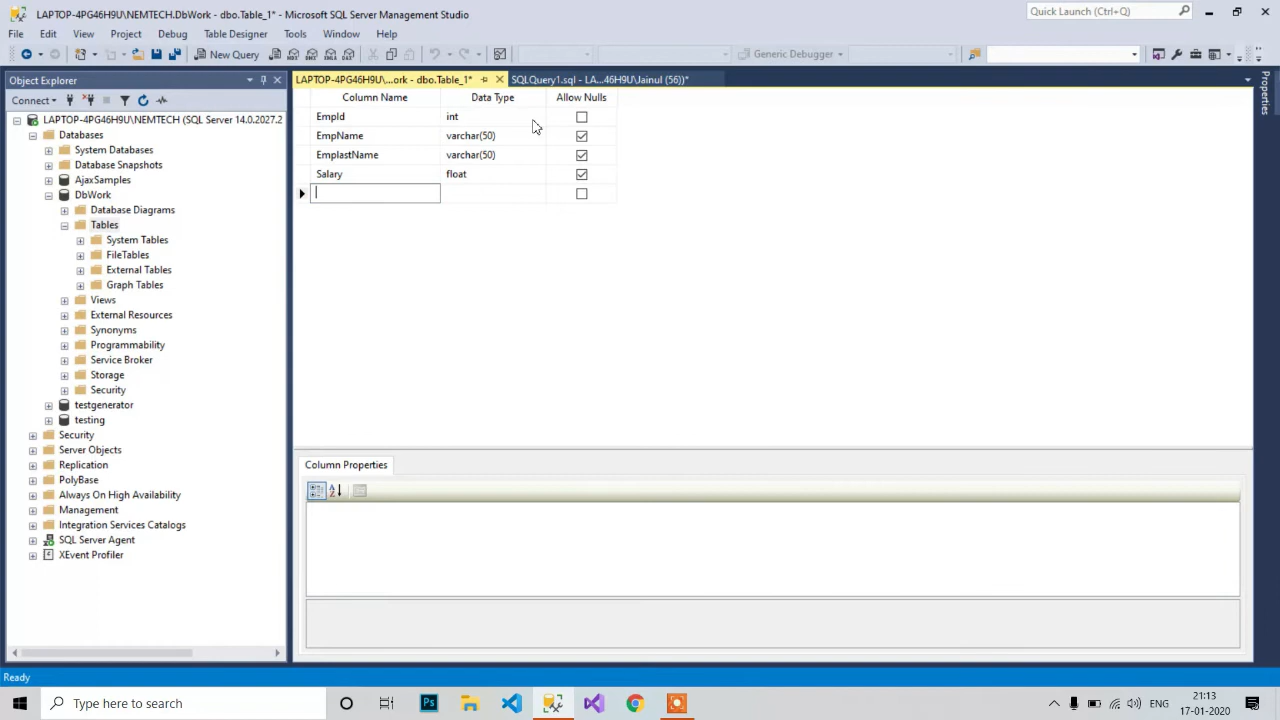 LAPTOP-4PG46H9U\NEMTECH.DbWork - dbo.Table_1* - Microsoft SQL Server Management Studio
Quick Launch (Ctrl+Q)
File Edit View Project Debug Table Designer Tools Window Help
New Query
Generic Debugger
Object Explorer
LAPTOP-4PG46H9U\...ork - dbo.Table_1*
SQLQuery1.sql - LA...46H9U\Jainul (56))*
Properties
Connect
Column Name Data Type Allow Nulls
LAPTOP-4PG46H9U\NEMTECH (SQL Server 14.0.2027.2
EmpId int
Databases
EmpName varchar(50)
System Databases
EmplastName varchar(50)
Database Snapshots
Salary float
AjaxSamples
DbWork
Database Diagrams
Tables
System Tables
FileTables
External Tables
Graph Tables
Views
External Resources
Synonyms
Programmability
Service Broker
Storage
Security
testgenerator
testing
Security
Server Objects
Replication
PolyBase
Always On High Availability
Management
Integration Services Catalogs
SQL Server Agent
XEvent Profiler
Column Properties
Ready
Type here to search
Ps
ENG
21:13
17-01-2020